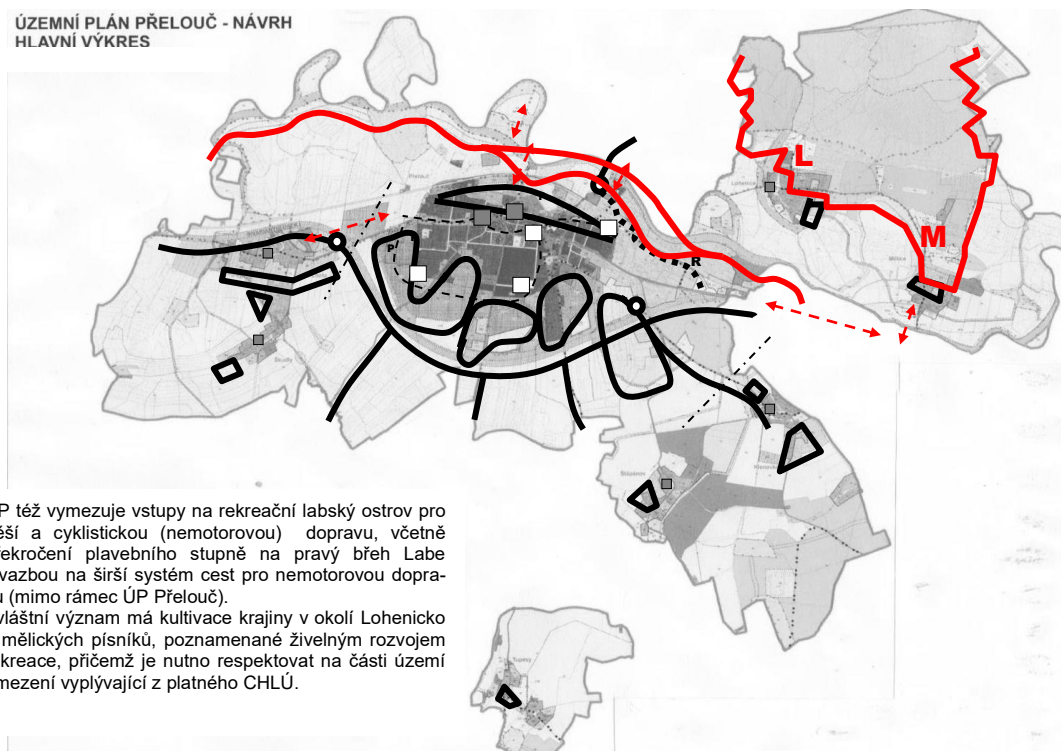 ÚZEMNÍ PLÁN PŘELOUČ - NÁVRH
HLAVNÍ VÝKRES
L
M
P
R
P též vymezuje vstupy na rekreační labský ostrov pro
ěší a cyklistickou (nemotorovou) dopravu, včetně
řekročení plavebního stupně na pravý břeh Labe
vazbou na širší systém cest pro nemotorovou dopra-
u (mimo rámec ÚP Přelouč).
vláštní význam má kultivace krajiny v okolí Lohenicko
mělických písníků, poznamenané živelným rozvojem
kreace, přičemž je nutno respektovat na části území
mezení vyplývající z platného CHLÚ.